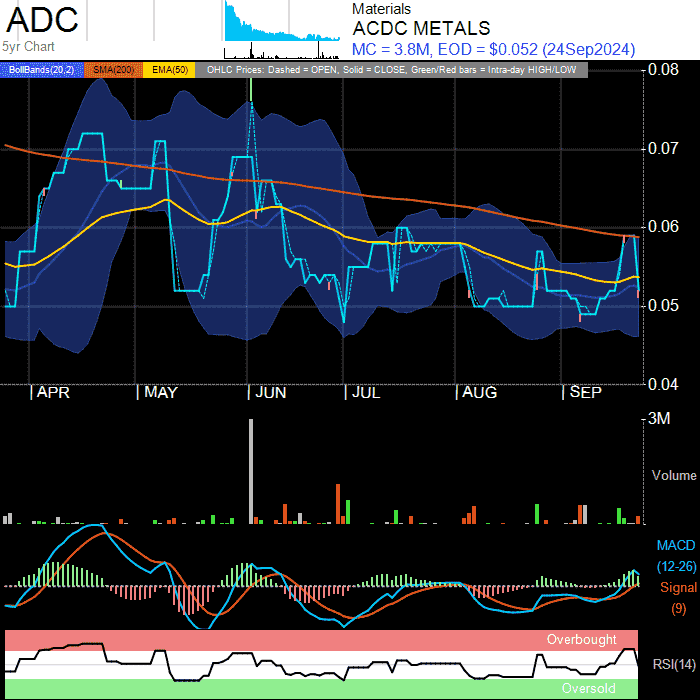 ADC
5yr Chart
Materials
ACDC METALS
MC = 3.8M, EOD = $0.052 (24Sep2024)
BollBands(20,2) SMA(200) EMA(50) OHLC Prices: Dashed = OPEN, Solid = CLOSE, Green/Red bars = Intra-day HIGH/LOW
0.08
0.07
0.06
0.05
0.04
APR MAY JUN JUL AUG SEP
3M
Volume
MACD
(12-26)
Signal
(9)
Overbought
RSI(14)
Oversold